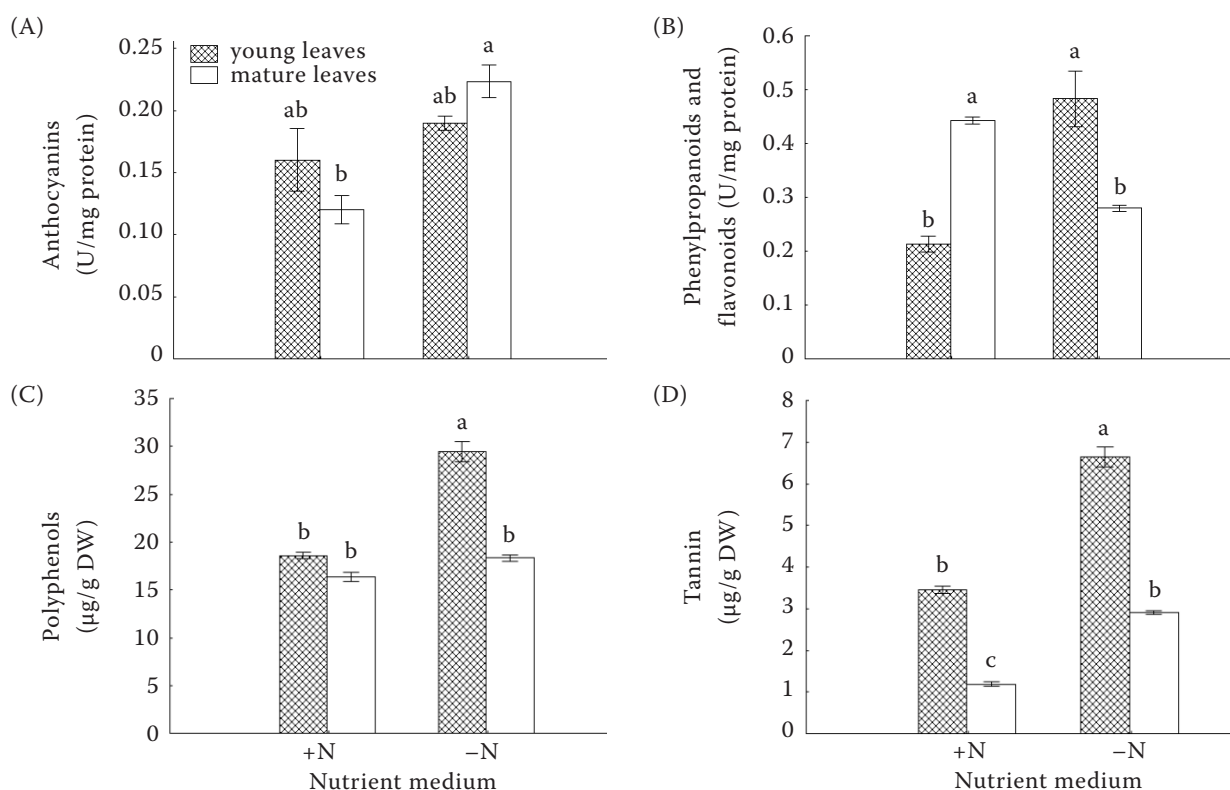 (A)
0.25
0.20
0.15
0.10
0.05
0
Anthocyanins
(U/mg protein)
young leaves
mature leaves
ab
b
ab
a
(B)
0.6
0.5
0.4
0.3
0.2
0.3
0.4
0
Phenylpropanoids and
flavonoids (U/mg protein)
b
a
a
b
(C)
35
30
25
20
15
10
5
0
Polyphenols
(µg/g DW)
b
b
a
b
+N
−N
Nutrient medium
(D)
8
7
6
5
4
3
2
1
0
Tannin
(µg/g DW)
b
c
a
b
+N
−N
Nutrient medium